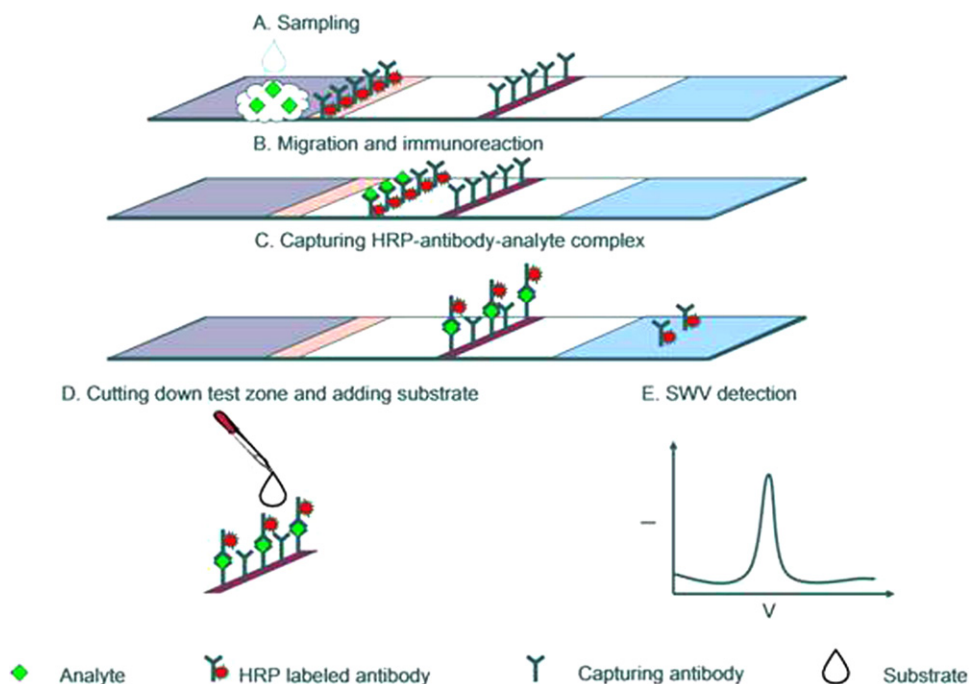 A. Sampling
B. Migration and immunoreaction
C. Capturing HRP-antibody-analyte complex
D. Cutting down test zone and adding substrate
E. SWV detection
I
V
Analyte
HRP labeled antibody
Capturing antibody
Substrate